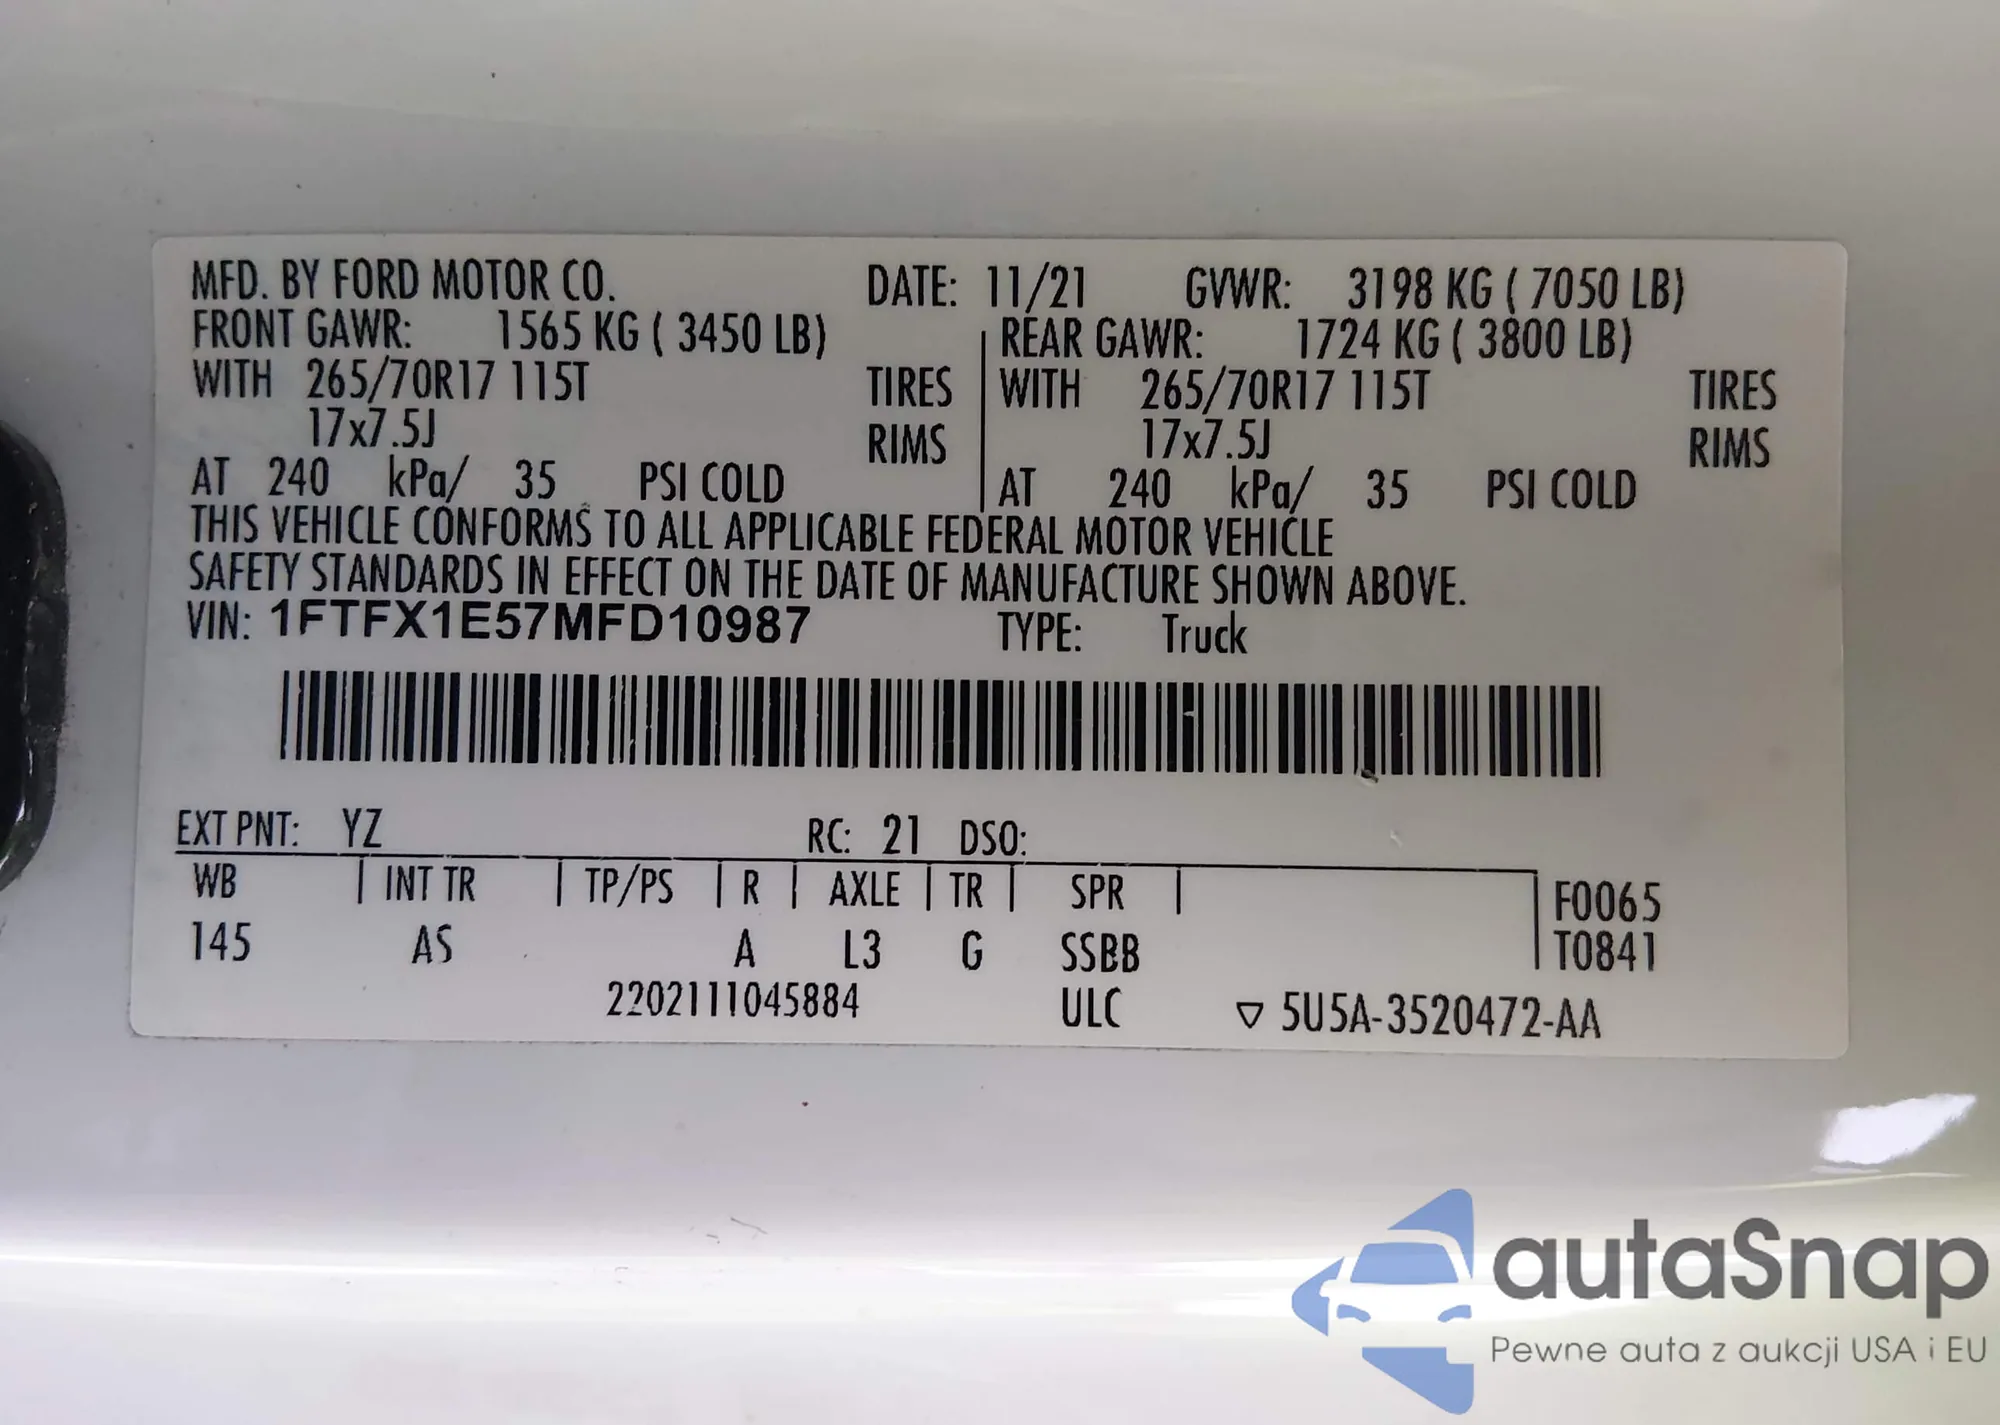 MFD. BY FORD MOTOR CO. DATE: 11/21 GVWR: 3198 KG ( 7050 LB)
FRONT GAWR: 1565 KG ( 3450 LB) REAR GAWR: 1724 KG ( 3800 LB)
WITH 265/70R17 115T TIRES WITH 265/70R17 115T TIRES
17x7.5J RIMS 17x7.5J RIMS
AT 240 kPa/ 35 PSI COLD AT 240 kPa/ 35 PSI COLD
THIS VEHICLE CONFORMS TO ALL APPLICABLE FEDERAL MOTOR VEHICLE
SAFETY STANDARDS IN EFFECT ON THE DATE OF MANUFACTURE SHOWN ABOVE.
VIN: 1FTFX1E57MFD10987 TYPE: Truck
EXT PNT: YZ RC: 21 DSO:
WB INT TR TP/PS R AXLE TR SPR F0065
145 AS A L3 G SSBB T0841
2202111045884 ULC ▽ 5U5A-3520472-AA
autaSnap
Pewne auta z aukcji USA i EU